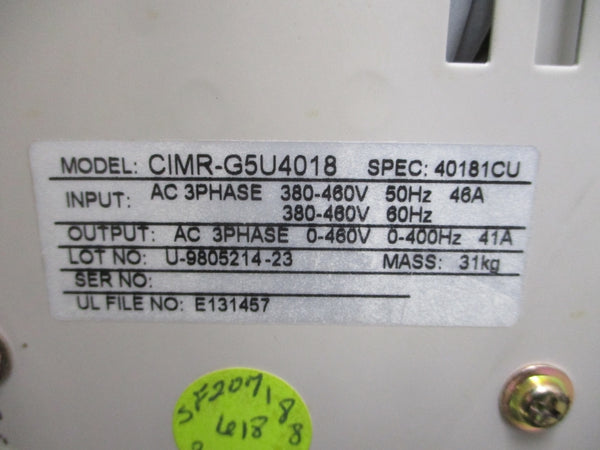 MODEL: CIMR-G5U4018 SPEC: 40181CU
INPUT: AC 3PHASE 380-460V 50Hz 46A
380-460V 60Hz
OUTPUT: AC 3PHASE 0-460V 0-400Hz 41A
LOT NO: U-9805214-23 MASS: 31kg
SER NO:
UL FILE NO: E131457